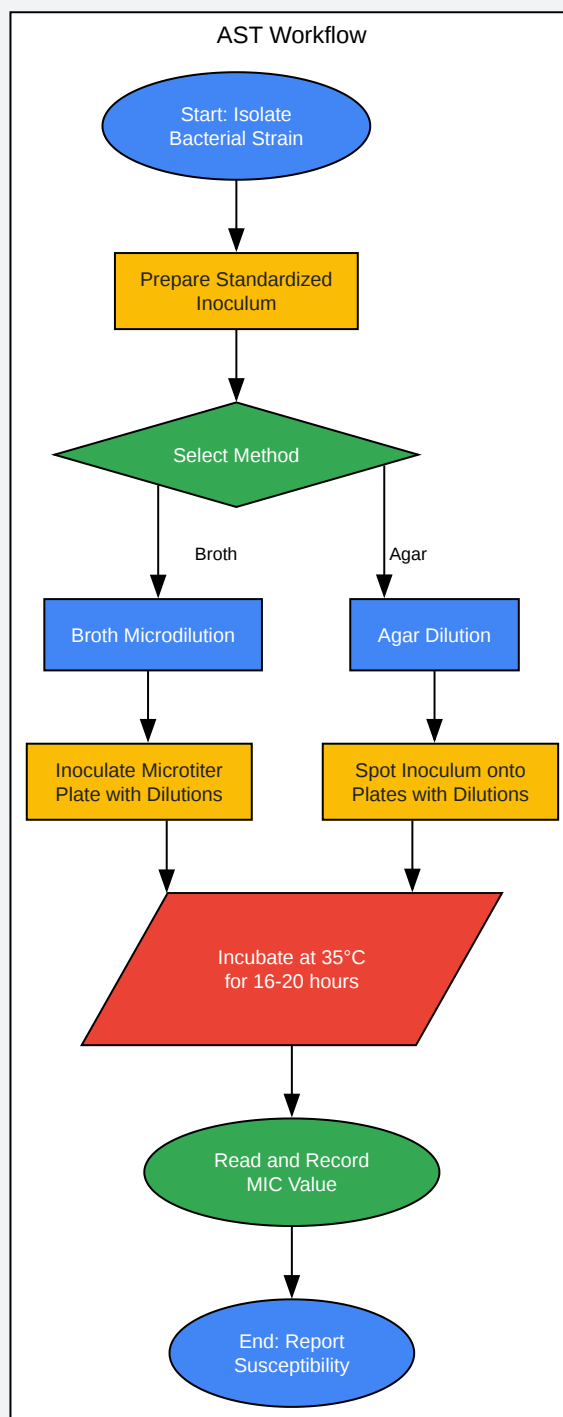 AST Workflow
Start: Isolate
Bacterial Strain
Prepare Standardized
Inoculum
Select Method
Broth
Agar
Broth Microdilution
Agar Dilution
Inoculate Microtiter
Plate with Dilutions
Spot Inoculum onto
Plates with Dilutions
Incubate at 35°C
for 16-20 hours
Read and Record
MIC Value
End: Report
Susceptibility